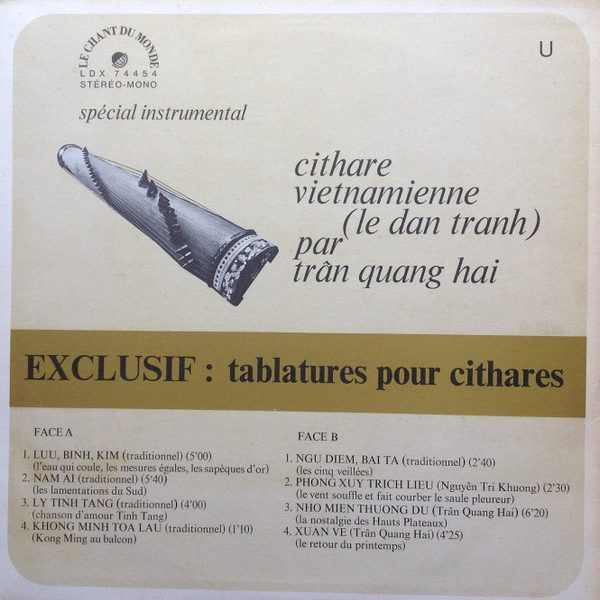 LE CHANT DU MONDE
LDX 74454
STÉRÉO-MONO
U
spécial instrumental
cithare
vietnamienne
(le dan tranh)
par
trân quang hai
EXCLUSIF : tablatures pour cithares
FACE A
1. LUU, BINH, KIM (traditionnel) (5'00)
(l'eau qui coule, les mesures égales, les sapèques d'or)
2. NAM AI (traditionnel) (5'40)
(les lamentations du Sud)
3. LY TINH TANG (traditionnel) (4'00)
(chanson d'amour Tinh Tang)
4. KHONG MINH TOA LAU (traditionnel) (1'10)
(Kong Ming au balcon)
FACE B
1. NGU DIEM, BAI TA (traditionnel) (2'40)
(les cinq veillées)
2. PHONG XUY TRICH LIEU (Nguyên Tri Khuong) (2'30)
(le vent souffle et fait courber le saule pleureur)
3. NHO MIEN THUONG DU (Trân Quang Hai) (6'20)
(la nostalgie des Hauts Plateaux)
4. XUAN VE (Trân Quang Hai) (4'25)
(le retour du printemps)